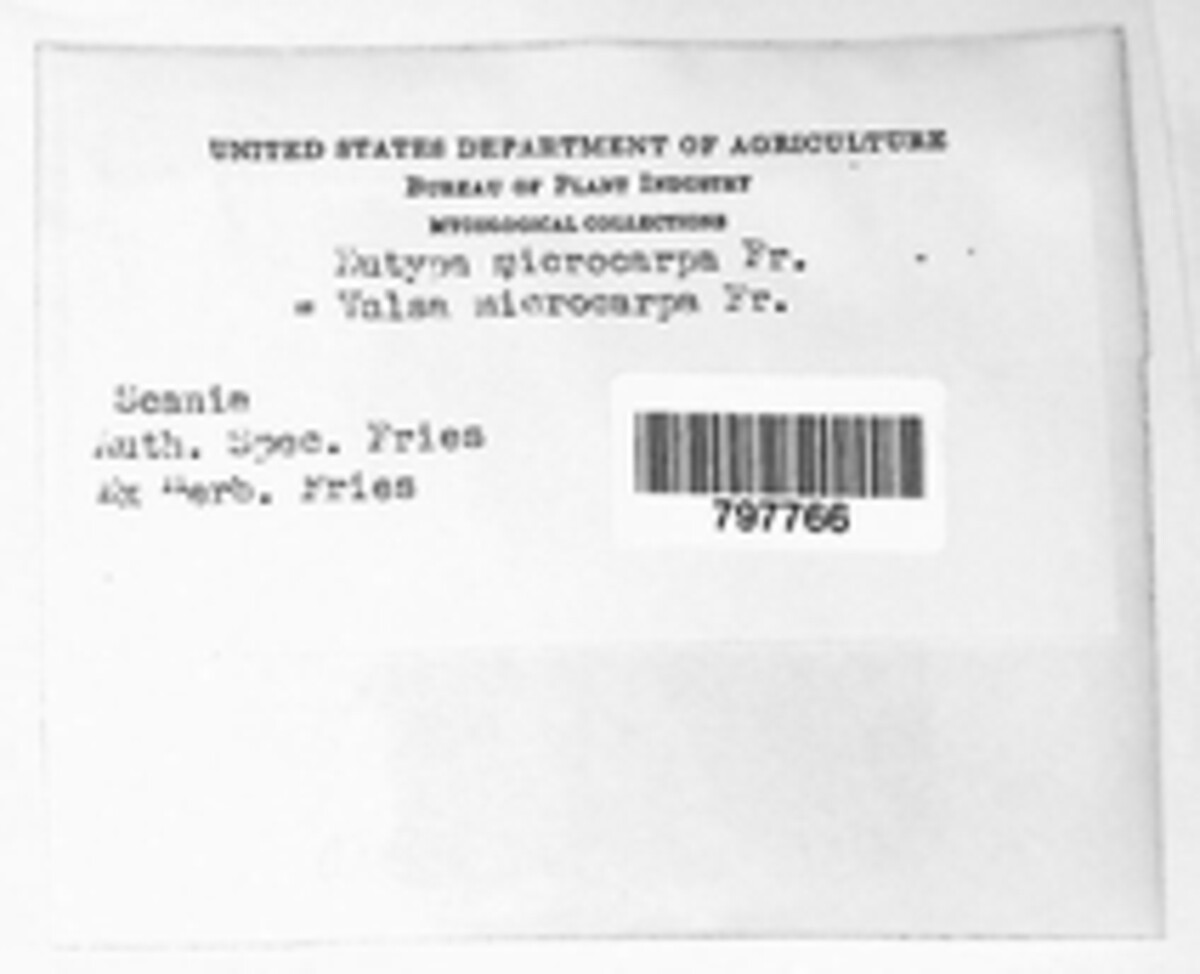 UNITED STATES DEPARTMENT OF AGRICULTURE
BUREAU OF PLANT INDUSTRY
MYCOLOGICAL COLLECTIONS
Eutypa microcarpa Fr.
= Valsa microcarpa Fr.
Scania
Auth. Spec. Fries
Ex Herb. Fries
797766